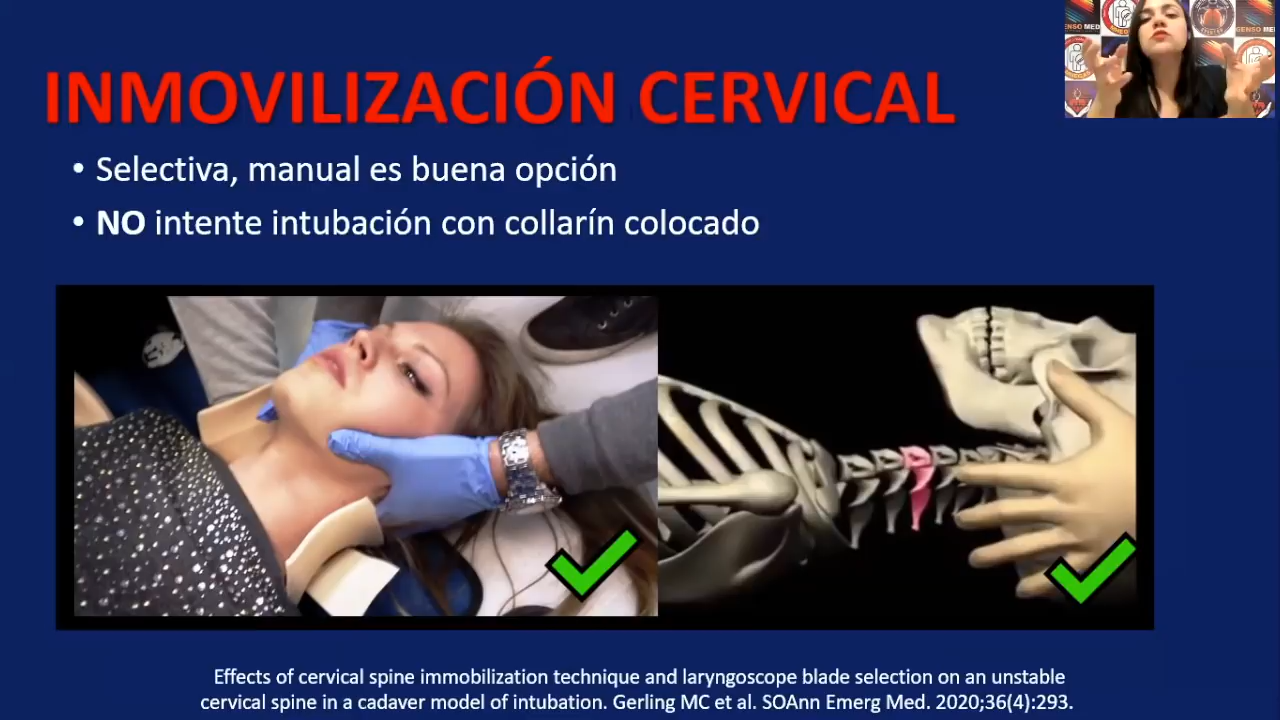 INMOVILIZACIÓN CERVICAL
• Selectiva, manual es buena opción
• NO intente intubación con collarín colocado
Effects of cervical spine immobilization technique and laryngoscope blade selection on an unstable
cervical spine in a cadaver model of intubation. Gerling MC et al. SOAnn Emerg Med. 2020;36(4):293.